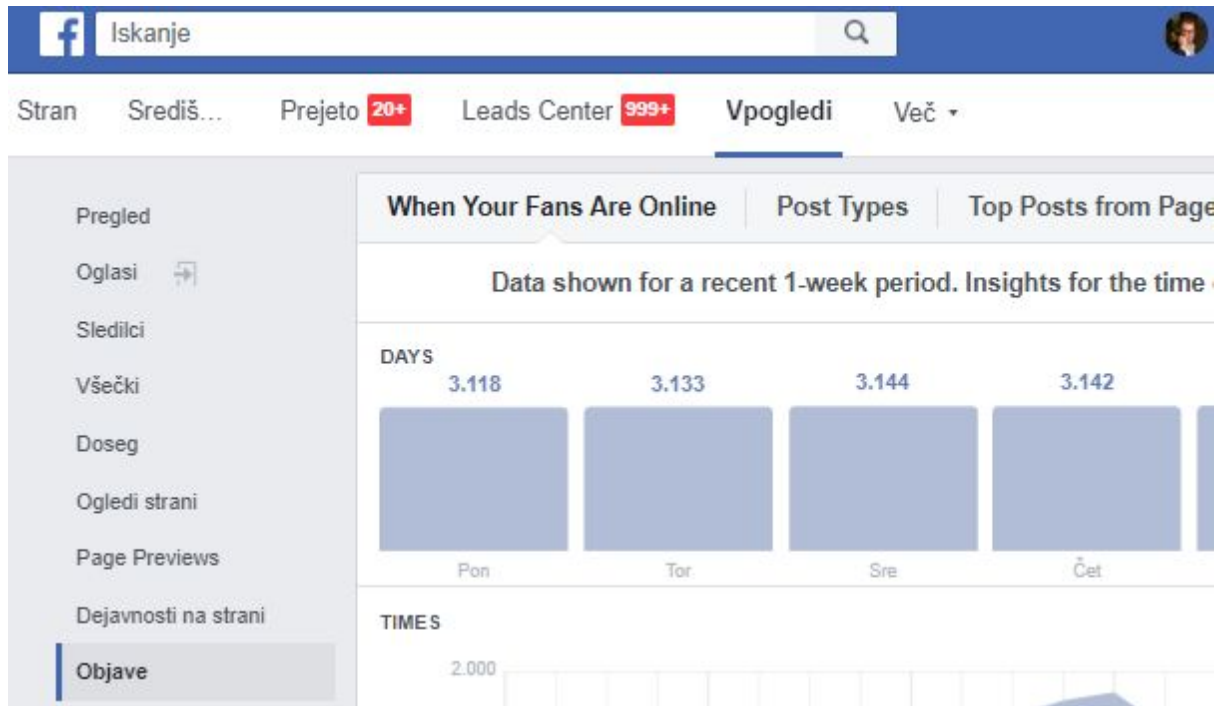 f
Iskanje
Stran Središ... Prejeto 20+ Leads Center 999+ Vpogledi Več
Pregled
Oglasi
Sledilci
Všečki
Doseg
Ogledi strani
Page Previews
Dejavnosti na strani
Objave
When Your Fans Are Online Post Types Top Posts from Page
Data shown for a recent 1-week period. Insights for the time
DAYS
3.118 3.133 3.144 3.142
Pon Tor Sre Čet
TIMES
2.000